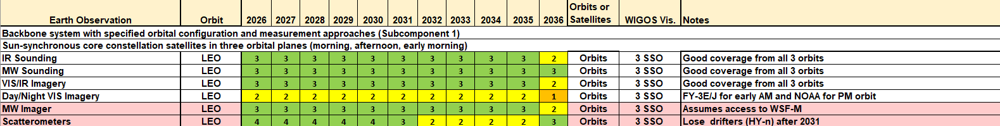 Earth Observation Orbit 2026 2027 2028 2029 2030 2031 2032 2033 2034 2035 2036 Orbits or Satellites WIGOS Vis. Notes
Backbone system with specified orbital configuration and measurement approaches (Subcomponent 1)
Sun-synchronous core constellation satellites in three orbital planes (morning, afternoon, early morning)
IR Sounding LEO 3 3 3 3 3 3 3 3 3 3 2 Orbits 3 SSO Good coverage from all 3 orbits
MW Sounding LEO 3 3 3 3 3 3 3 3 3 3 3 Orbits 3 SSO Good coverage from all 3 orbits
VIS/IR Imagery LEO 3 3 3 3 3 3 3 3 3 3 2 Orbits 3 SSO Good coverage from all 3 orbits
Day/Night VIS Imagery LEO 2 2 2 2 2 2 2 2 2 2 1 Orbits 3 SSO FY-3E/J for early AM and NOAA for PM orbit
MW Imager LEO 3 3 3 3 3 3 3 3 3 3 2 Orbits 3 SSO Assumes access to WSF-M
Scatterometers LEO 4 4 4 4 4 3 2 2 2 2 3 Orbits 3 SSO Lose drifters (HY-n) after 2031